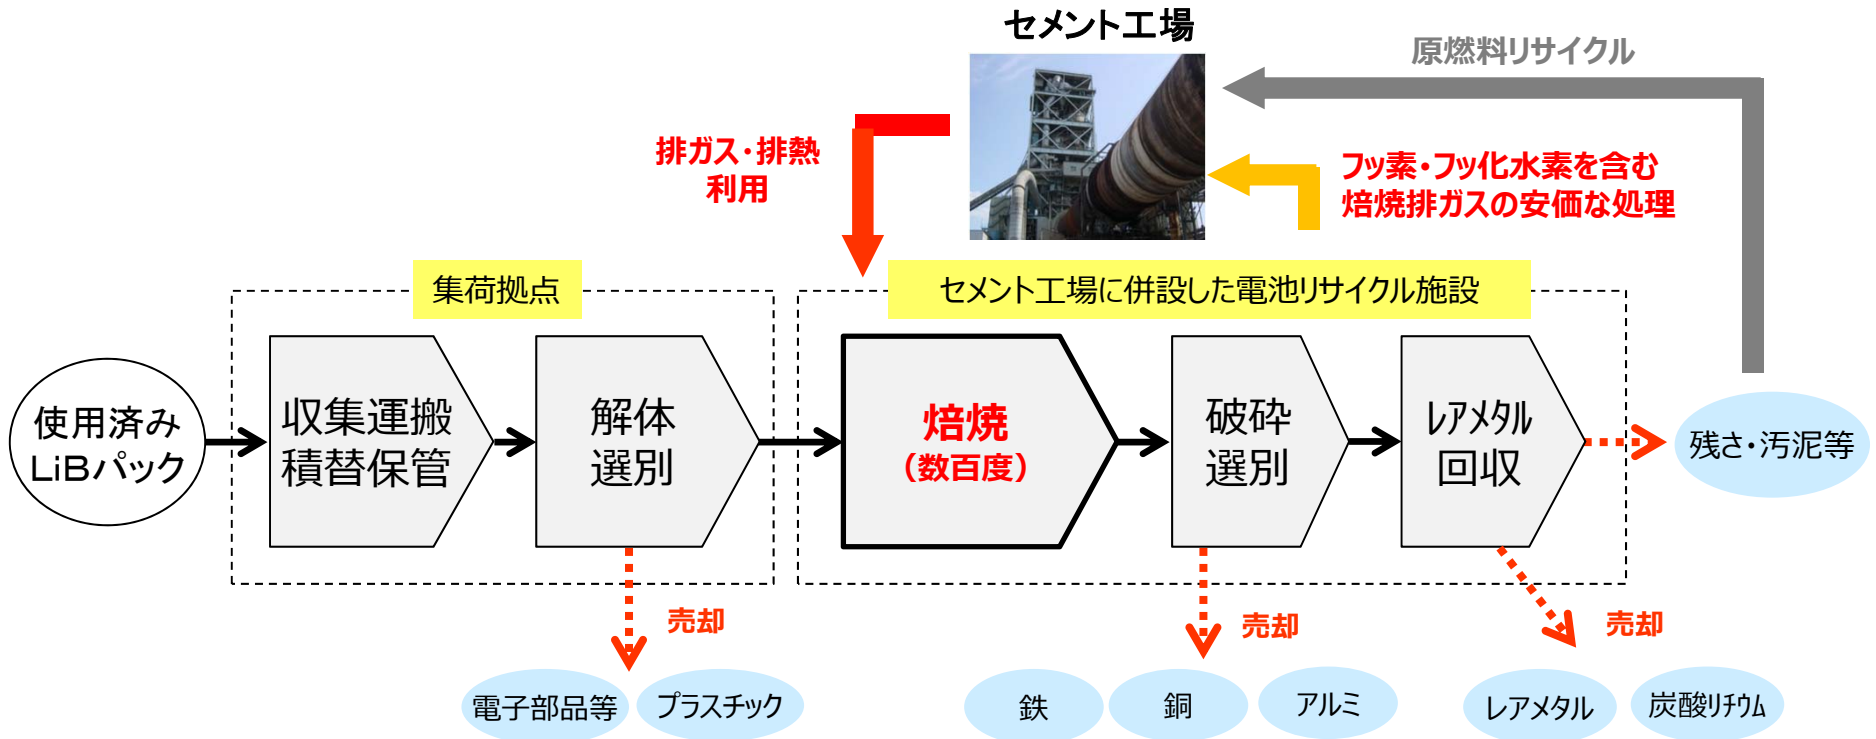 セメント工場
原燃料リサイクル
排ガス・排熱
利用
フッ素・フッ化水素を含む
焙焼排ガスの安価な処理
集荷拠点
セメント工場に併設した電池リサイクル施設
使用済み
LiBパック
収集運搬
積替保管
解体
選別
焙焼
（数百度）
破砕
選別
ﾚｱﾒﾀﾙ
回収
残さ・汚泥等
売却
売却
売却
電子部品等
プラスチック
鉄
銅
アルミ
レアメタル
炭酸ﾘﾁｳﾑ